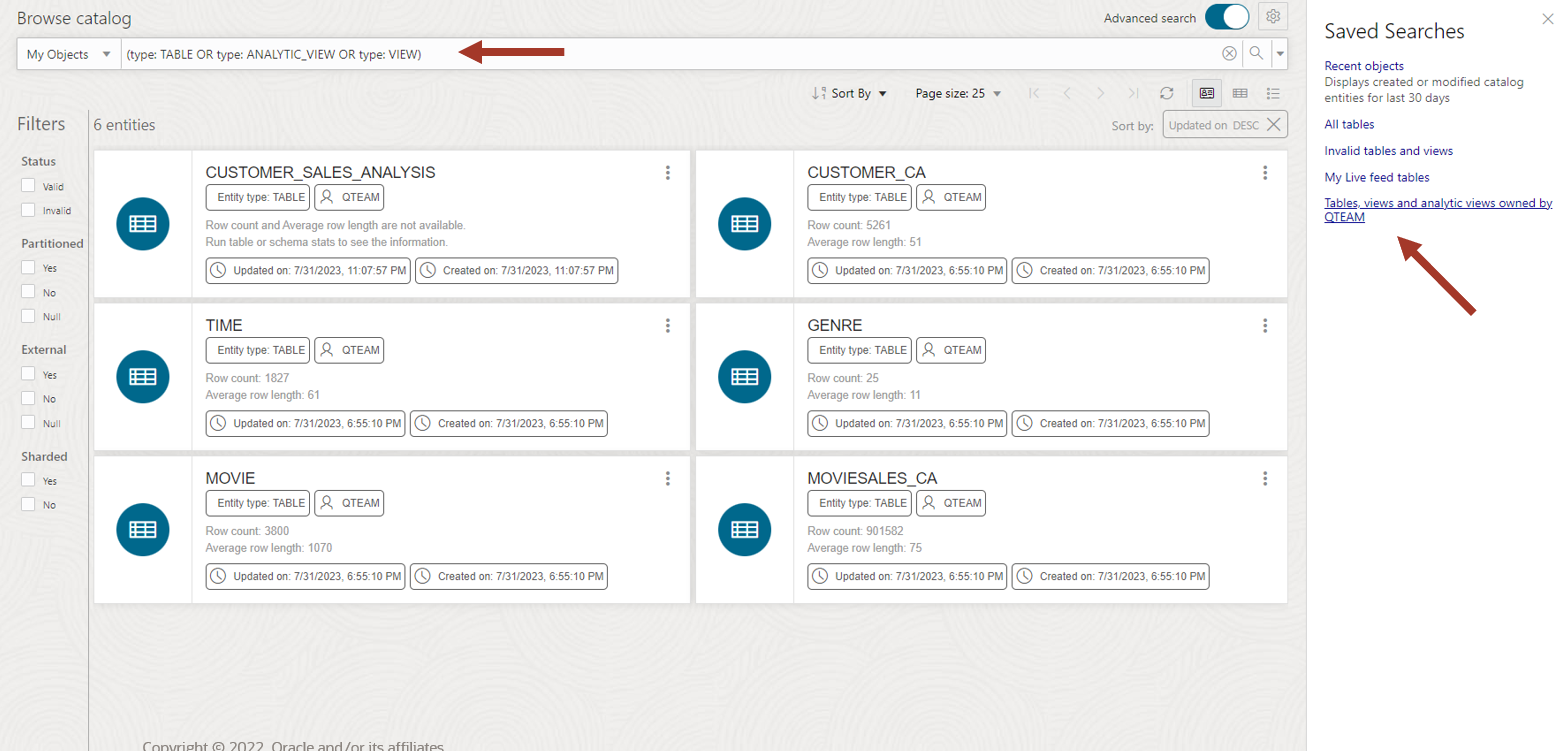 Browse catalog
Advanced search
My Objects
(type: TABLE OR type: ANALYTIC_VIEW OR type: VIEW)
Sort By
Page size: 25
Filters
6 entities
Sort by:
Updated on DESC
Status
Valid
Invalid
Partitioned
Yes
No
Null
External
Yes
No
Null
Sharded
Yes
No
CUSTOMER_SALES_ANALYSIS
Entity type: TABLE
QTEAM
Row count and Average row length are not available.
Run table or schema stats to see the information.
Updated on: 7/31/2023, 11:07:57 PM
Created on: 7/31/2023, 11:07:57 PM
CUSTOMER_CA
Entity type: TABLE
QTEAM
Row count: 5261
Average row length: 51
Updated on: 7/31/2023, 6:55:10 PM
Created on: 7/31/2023, 6:55:10 PM
TIME
Entity type: TABLE
QTEAM
Row count: 1827
Average row length: 61
Updated on: 7/31/2023, 6:55:10 PM
Created on: 7/31/2023, 6:55:10 PM
GENRE
Entity type: TABLE
QTEAM
Row count: 25
Average row length: 11
Updated on: 7/31/2023, 6:55:10 PM
Created on: 7/31/2023, 6:55:10 PM
MOVIE
Entity type: TABLE
QTEAM
Row count: 3800
Average row length: 1070
Updated on: 7/31/2023, 6:55:10 PM
Created on: 7/31/2023, 6:55:10 PM
MOVIESALES_CA
Entity type: TABLE
QTEAM
Row count: 901582
Average row length: 75
Updated on: 7/31/2023, 6:55:10 PM
Created on: 7/31/2023, 6:55:10 PM
Copyright © 2022, Oracle and/or its affiliates
Saved Searches
Recent objects
Displays created or modified catalog
entities for last 30 days
All tables
Invalid tables and views
My Live feed tables
Tables, views and analytic views owned by
QTEAM